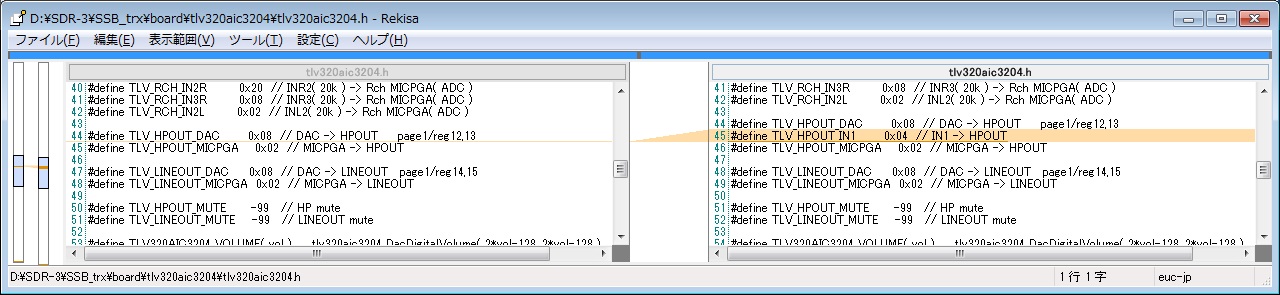 D:¥SDR-3¥SSB_trx¥board¥tlv320aic3204¥tlv320aic3204.h - Rekisa
ファイル(F) 編集(E) 表示範囲(V) ツール(T) 設定(C) ヘルプ(H)
tlv320aic3204.h
40 #define TLV_RCH_IN2R 0x20 // INR2( 20k ) -> Rch MICPGA( ADC )
41 #define TLV_RCH_IN3R 0x08 // INR3( 20k ) -> Rch MICPGA( ADC )
42 #define TLV_RCH_IN2L 0x02 // INL2( 20k ) -> Rch MICPGA( ADC )
43
44 #define TLV_HPOUT_DAC 0x08 // DAC -> HPOUT page1/reg12,13
45 #define TLV_HPOUT_MICPGA 0x02 // MICPGA -> HPOUT
46
47 #define TLV_LINEOUT_DAC 0x08 // DAC -> LINEOUT page1/reg14,15
48 #define TLV_LINEOUT_MICPGA 0x02 // MICPGA -> LINEOUT
49
50 #define TLV_HPOUT_MUTE -99 // HP mute
51 #define TLV_LINEOUT_MUTE -99 // LINEOUT mute
52
53 #define TLV320AIC3204_VOLUME( vol ) tlv320aic3204_DacDigitalVolume( 2*vol-128, 2*vol-128 )
tlv320aic3204.h
41 #define TLV_RCH_IN3R 0x08 // INR3( 20k ) -> Rch MICPGA( ADC )
42 #define TLV_RCH_IN2L 0x02 // INL2( 20k ) -> Rch MICPGA( ADC )
43
44 #define TLV_HPOUT_DAC 0x08 // DAC -> HPOUT page1/reg12,13
45 #define TLV_HPOUT_IN1 0x04 // IN1 -> HPOUT
46 #define TLV_HPOUT_MICPGA 0x02 // MICPGA -> HPOUT
47
48 #define TLV_LINEOUT_DAC 0x08 // DAC -> LINEOUT page1/reg14,15
49 #define TLV_LINEOUT_MICPGA 0x02 // MICPGA -> LINEOUT
50
51 #define TLV_HPOUT_MUTE -99 // HP mute
52 #define TLV_LINEOUT_MUTE -99 // LINEOUT mute
53
54 #define TLV320AIC3204_VOLUME( vol ) tlv320aic3204_DacDigitalVolume( 2*vol-128, 2*vol-128 )
D:¥SDR-3¥SSB_trx¥board¥tlv320aic3204¥tlv320aic3204.h
1 行 1 字
euc-jp